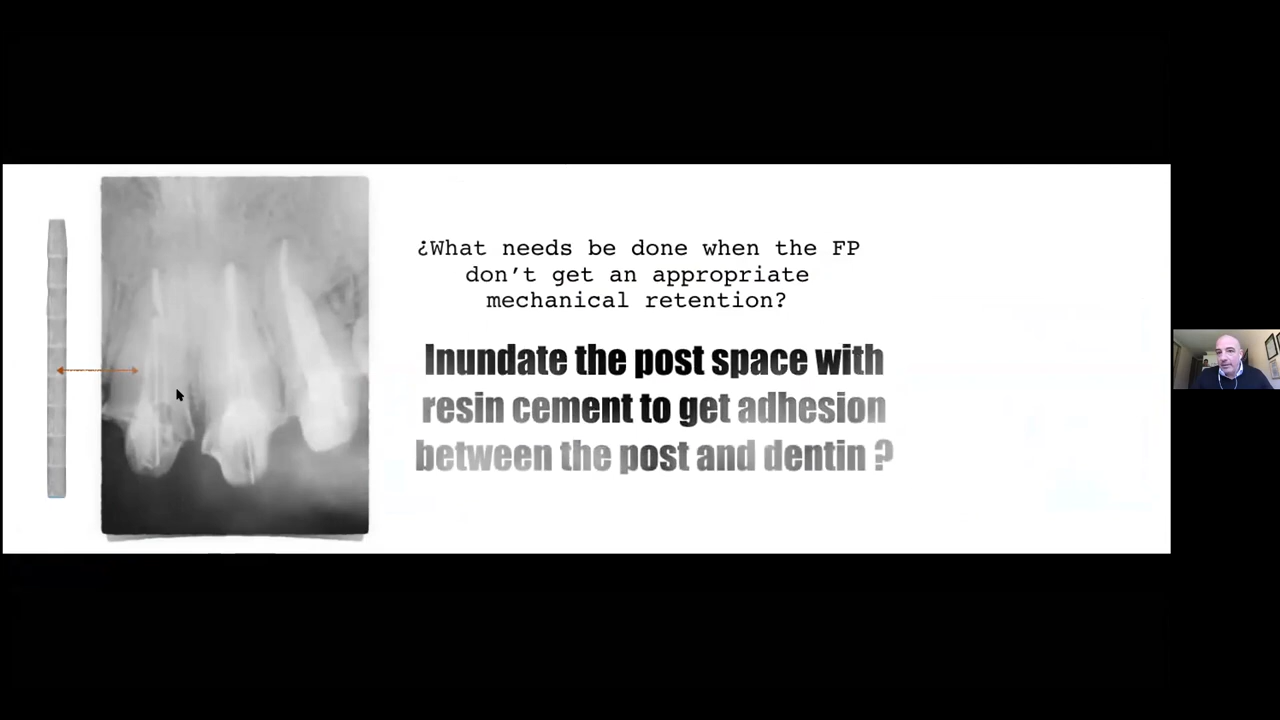 ¿What needs be done when the FP
don’t get an appropriate
mechanical retention?
Inundate the post space with
resin cement to get adhesion
between the post and dentin ?